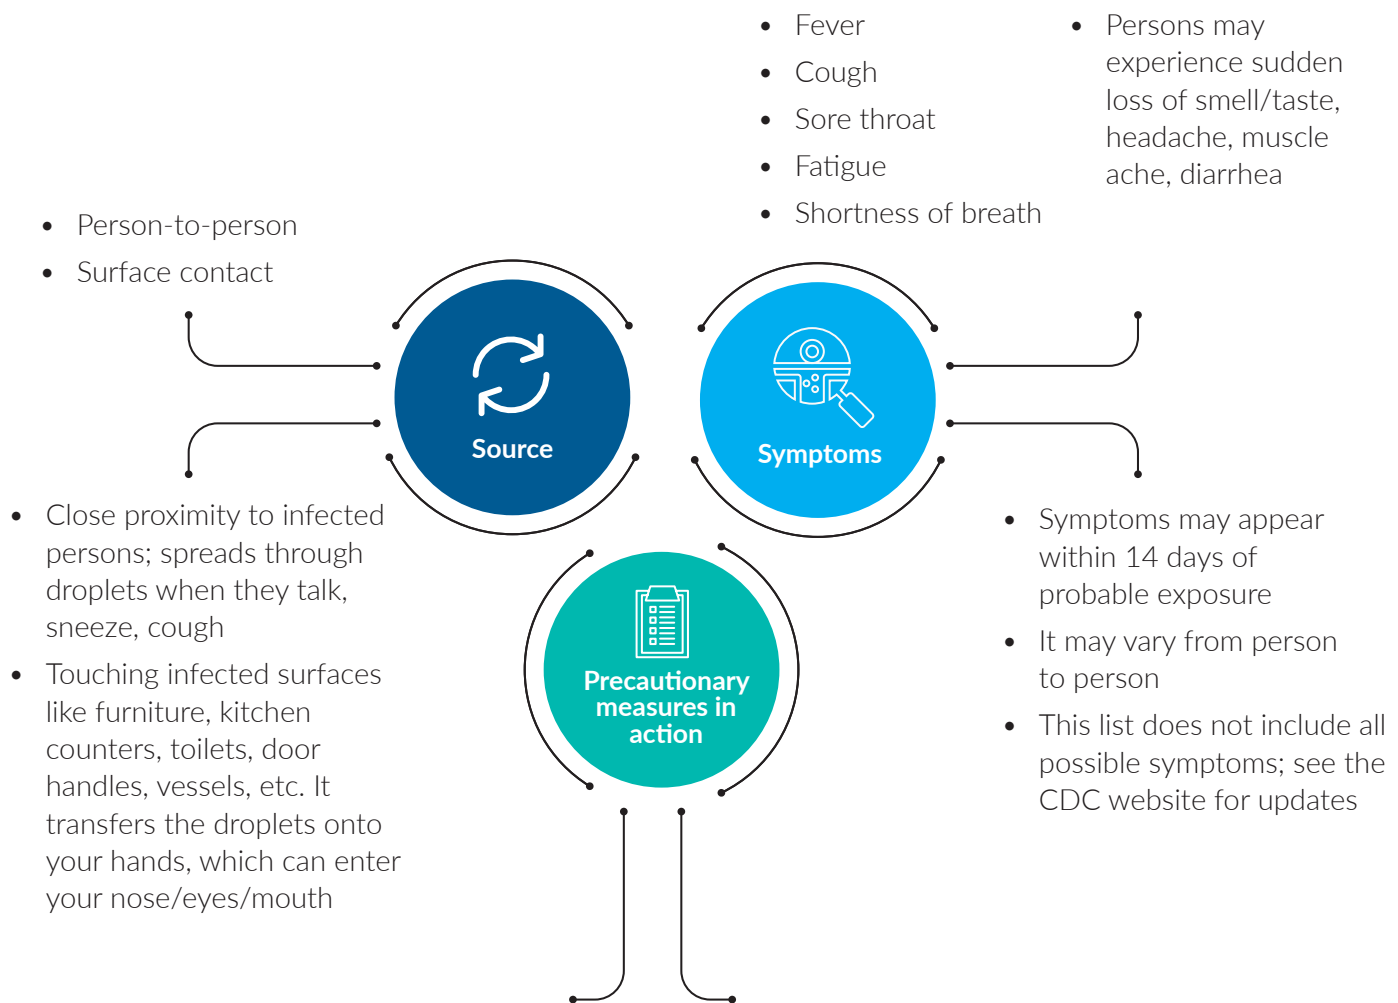 • Person-to-person
• Surface contact
Source
• Close proximity to infected
persons; spreads through
droplets when they talk,
sneeze, cough
• Touching infected surfaces
like furniture, kitchen
counters, toilets, door
handles, vessels, etc. It
transfers the droplets onto
your hands, which can enter
your nose/eyes/mouth
• Fever
• Cough
• Sore throat
• Fatigue
• Shortness of breath
• Persons may
experience sudden
loss of smell/taste,
headache, muscle
ache, diarrhea
Symptoms
• Symptoms may appear
within 14 days of
probable exposure
• It may vary from person
to person
• This list does not include all
possible symptoms; see the
CDC website for updates
Precautionary
measures in
action